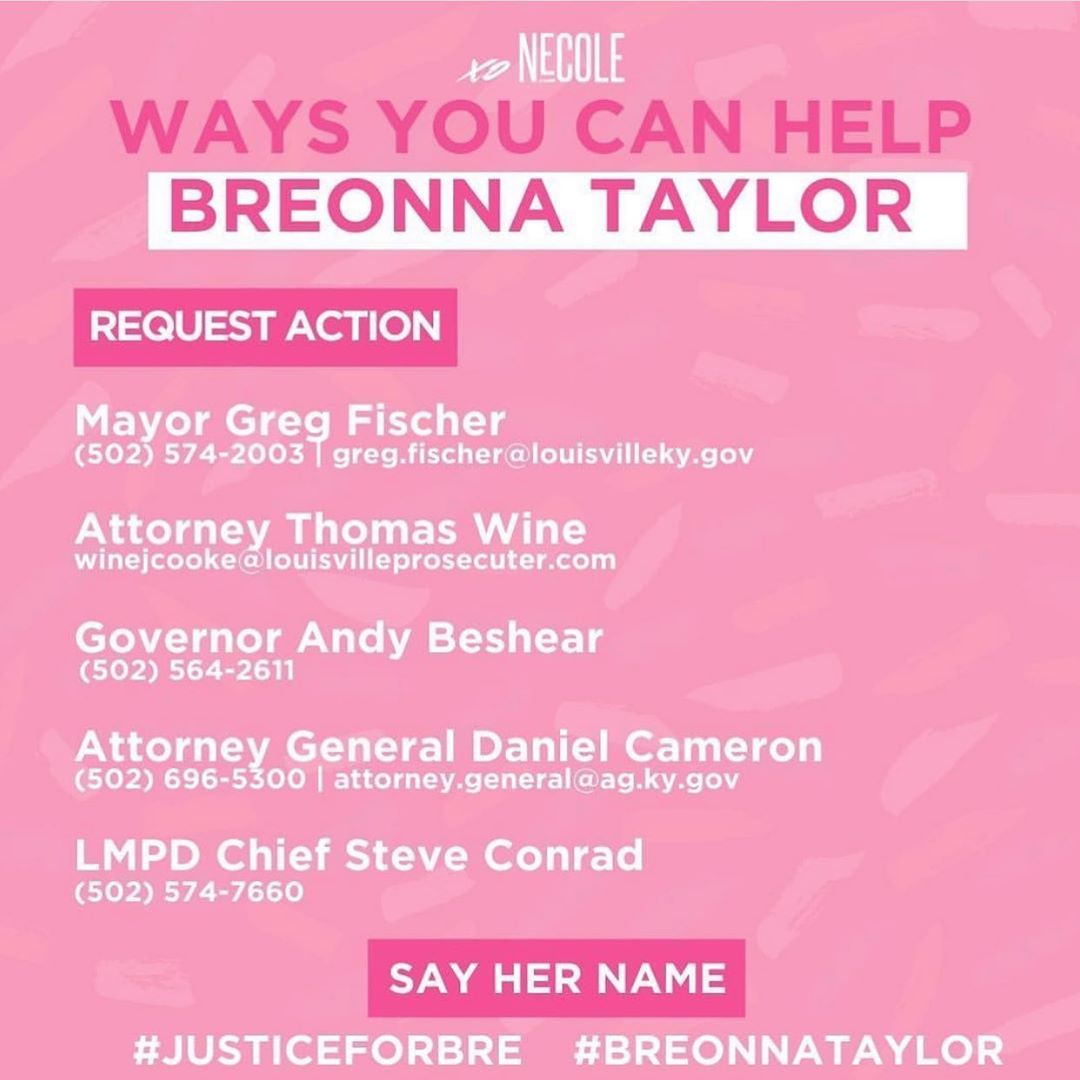 xo NECOLE
WAYS YOU CAN HELP
BREONNA TAYLOR
REQUEST ACTION
Mayor Greg Fischer
(502) 574-2003 | greg.fischer@louisvilleky.gov
Attorney Thomas Wine
winejcooke@louisvilleprosecuter.com
Governor Andy Beshear
(502) 564-2611
Attorney General Daniel Cameron
(502) 696-5300 | attorney.general@ag.ky.gov
LMPD Chief Steve Conrad
(502) 574-7660
SAY HER NAME
#JUSTICEFORBRE #BREONNATAYLOR